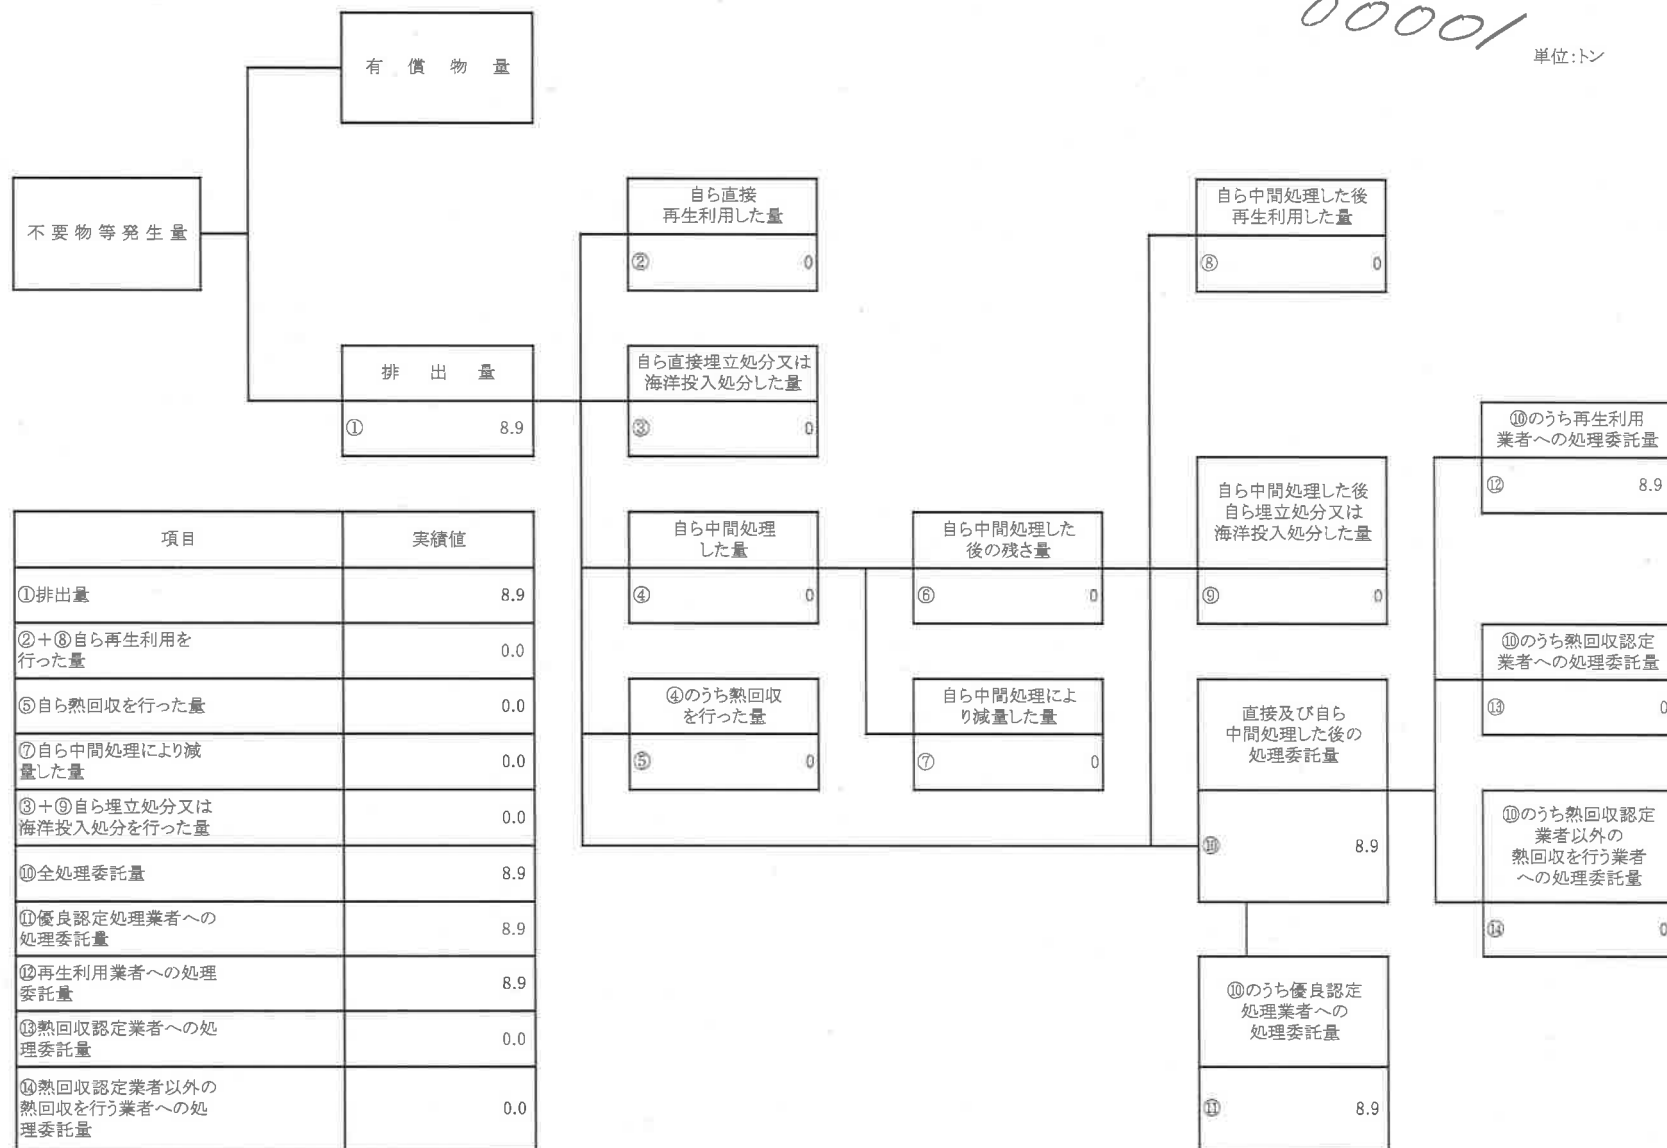 00001
単位:トン
有償物量
不要物等発生量
自ら直接
再生利用した量
② 0
自ら中間処理した後
再生利用した量
⑧ 0
排出量
① 8.9
自ら直接埋立処分又は
海洋投入処分した量
③ 0
⑩のうち再生利用
業者への処理委託量
⑫ 8.9
自ら中間処理した後
自ら埋立処分又は
海洋投入処分した量
⑨ 0
自ら中間処理
した量
④ 0
自ら中間処理した
後の残さ量
⑥ 0
⑩のうち熱回収認定
業者への処理委託量
⑬ 0
④のうち熱回収
を行った量
⑤ 0
自ら中間処理によ
り減量した量
⑦ 0
直接及び自ら
中間処理した後の
処理委託量
⑩ 8.9
⑩のうち熱回収認定
業者以外の
熱回収を行う業者
への処理委託量
⑭ 0
⑩のうち優良認定
処理業者への
処理委託量
⑪ 8.9
項目 実績値
①排出量 8.9
②+⑧自ら再生利用を
行った量 0.0
⑤自ら熱回収を行った量 0.0
⑦自ら中間処理により減
量した量 0.0
③+⑨自ら埋立処分又は
海洋投入処分を行った量 0.0
⑩全処理委託量 8.9
⑪優良認定処理業者への
処理委託量 8.9
⑫再生利用業者への処理
委託量 8.9
⑬熱回収認定業者への処
理委託量 0.0
⑭熱回収認定業者以外の
熱回収を行う業者への処
理委託量 0.0